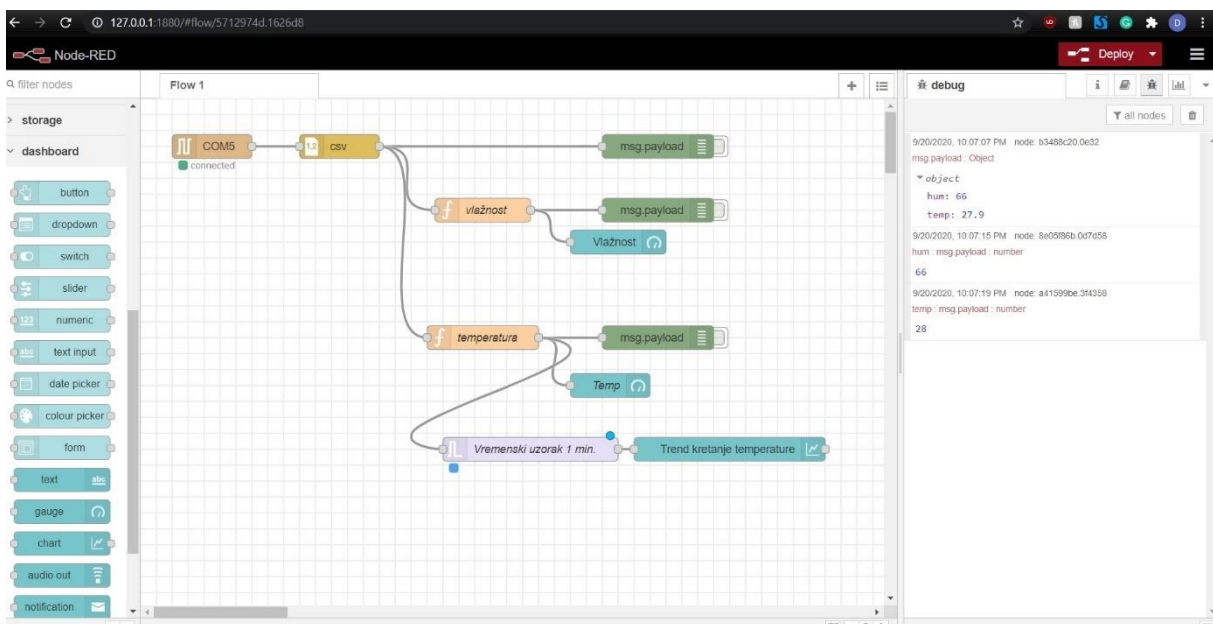 127.0.0.1:1880/#flow/5712974d.1626d8
D
Node-RED
Deploy
filter nodes
storage
dashboard
button
dropdown
switch
slider
123 numeric
abc text input
date picker
colour picker
form
text abc
gauge
chart
audio out
notification
Flow 1
COM5
connected
1,2 csv
msg.payload
f vlažnost
msg.payload
Vlažnost
f temperatura
msg.payload
Temp
Vremenski uzorak 1 min.
Trend kretanje temperature
debug
i
all nodes
9/20/2020, 10:07:07 PM node: b3488c20.0e32
msg.payload : Object
object
hum: 66
temp: 27.9
9/20/2020, 10:07:15 PM node: 8e05f86b.0d7d58
hum : msg.payload : number
66
9/20/2020, 10:07:19 PM node: a41599be.3f4358
temp : msg.payload : number
28